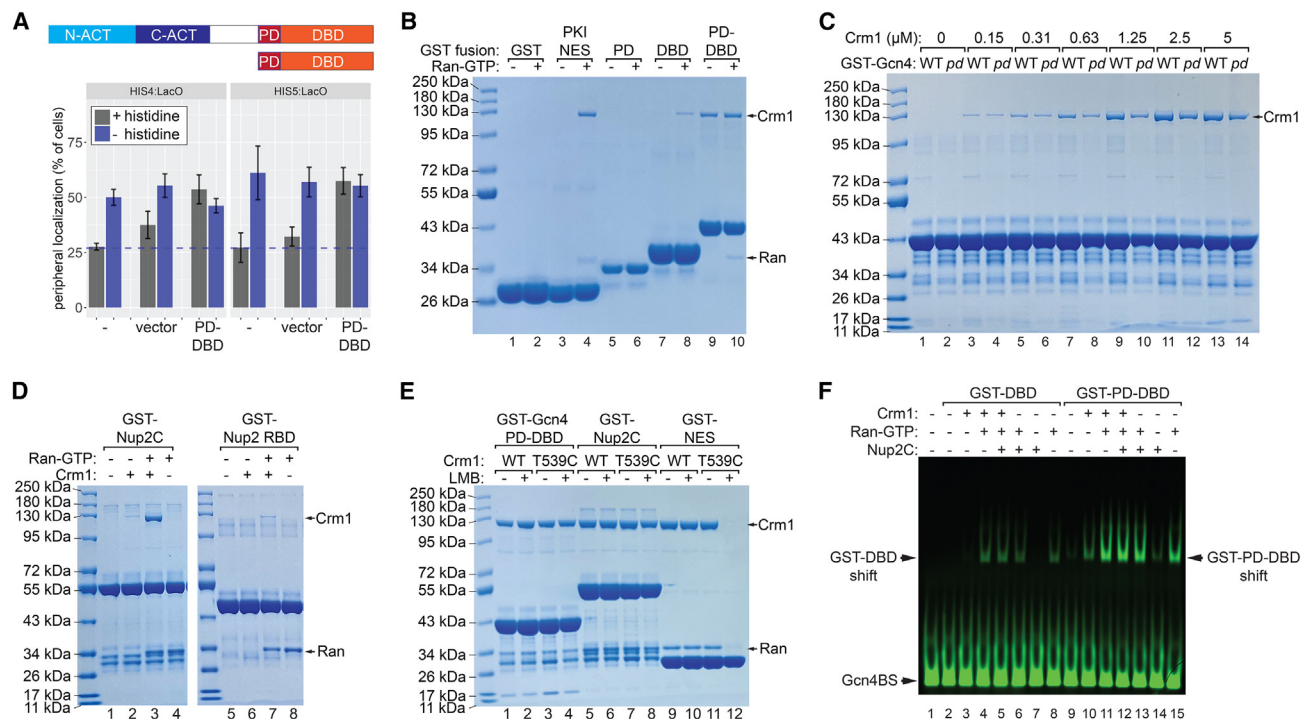 A
N-ACT C-ACT PD DBD
PD DBD
HIS4:LacO HIS5:LacO
+ histidine
- histidine
peripheral localization (% of cells)
75
50
25
0
- vector PD-DBD - vector PD-DBD
B
PKI PD-
GST fusion: GST NES PD DBD DBD
Ran-GTP: - + - + - + - + - +
250 kDa
180 kDa
130 kDa
Crm1
95 kDa
72 kDa
55 kDa
43 kDa
34 kDa
Ran
26 kDa
1 2 3 4 5 6 7 8 9 10
C
Crm1 (µM): 0 0.15 0.31 0.63 1.25 2.5 5
GST-Gcn4: WT pd WT pd WT pd WT pd WT pd WT pd WT pd
250 kDa
180 kDa
130 kDa
Crm1
95 kDa
72 kDa
55 kDa
43 kDa
34 kDa
26 kDa
17 kDa
11 kDa
1 2 3 4 5 6 7 8 9 10 11 12 13 14
D
GST-Nup2C GST-Nup2 RBD
Ran-GTP: - - + + - - + +
Crm1: - + + - - + + -
250 kDa
180 kDa
130 kDa
Crm1
95 kDa
72 kDa
55 kDa
43 kDa
34 kDa
Ran
26 kDa
17 kDa
11 kDa
1 2 3 4 5 6 7 8
E
GST-Gcn4 PD-DBD GST-Nup2C GST-NES
Crm1: WT T539C WT T539C WT T539C
LMB: - + - + - + - + - + - +
250 kDa
180 kDa
130 kDa
Crm1
95 kDa
72 kDa
55 kDa
43 kDa
34 kDa
Ran
26 kDa
17 kDa
11 kDa
1 2 3 4 5 6 7 8 9 10 11 12
F
GST-DBD GST-PD-DBD
Crm1: - - + + + - - - - + + + - - -
Ran-GTP: - - - + + + - + - - + + + - +
Nup2C: - - - - + + + - - - - + + + -
GST-DBD shift
GST-PD-DBD shift
Gcn4BS
1 2 3 4 5 6 7 8 9 10 11 12 13 14 15